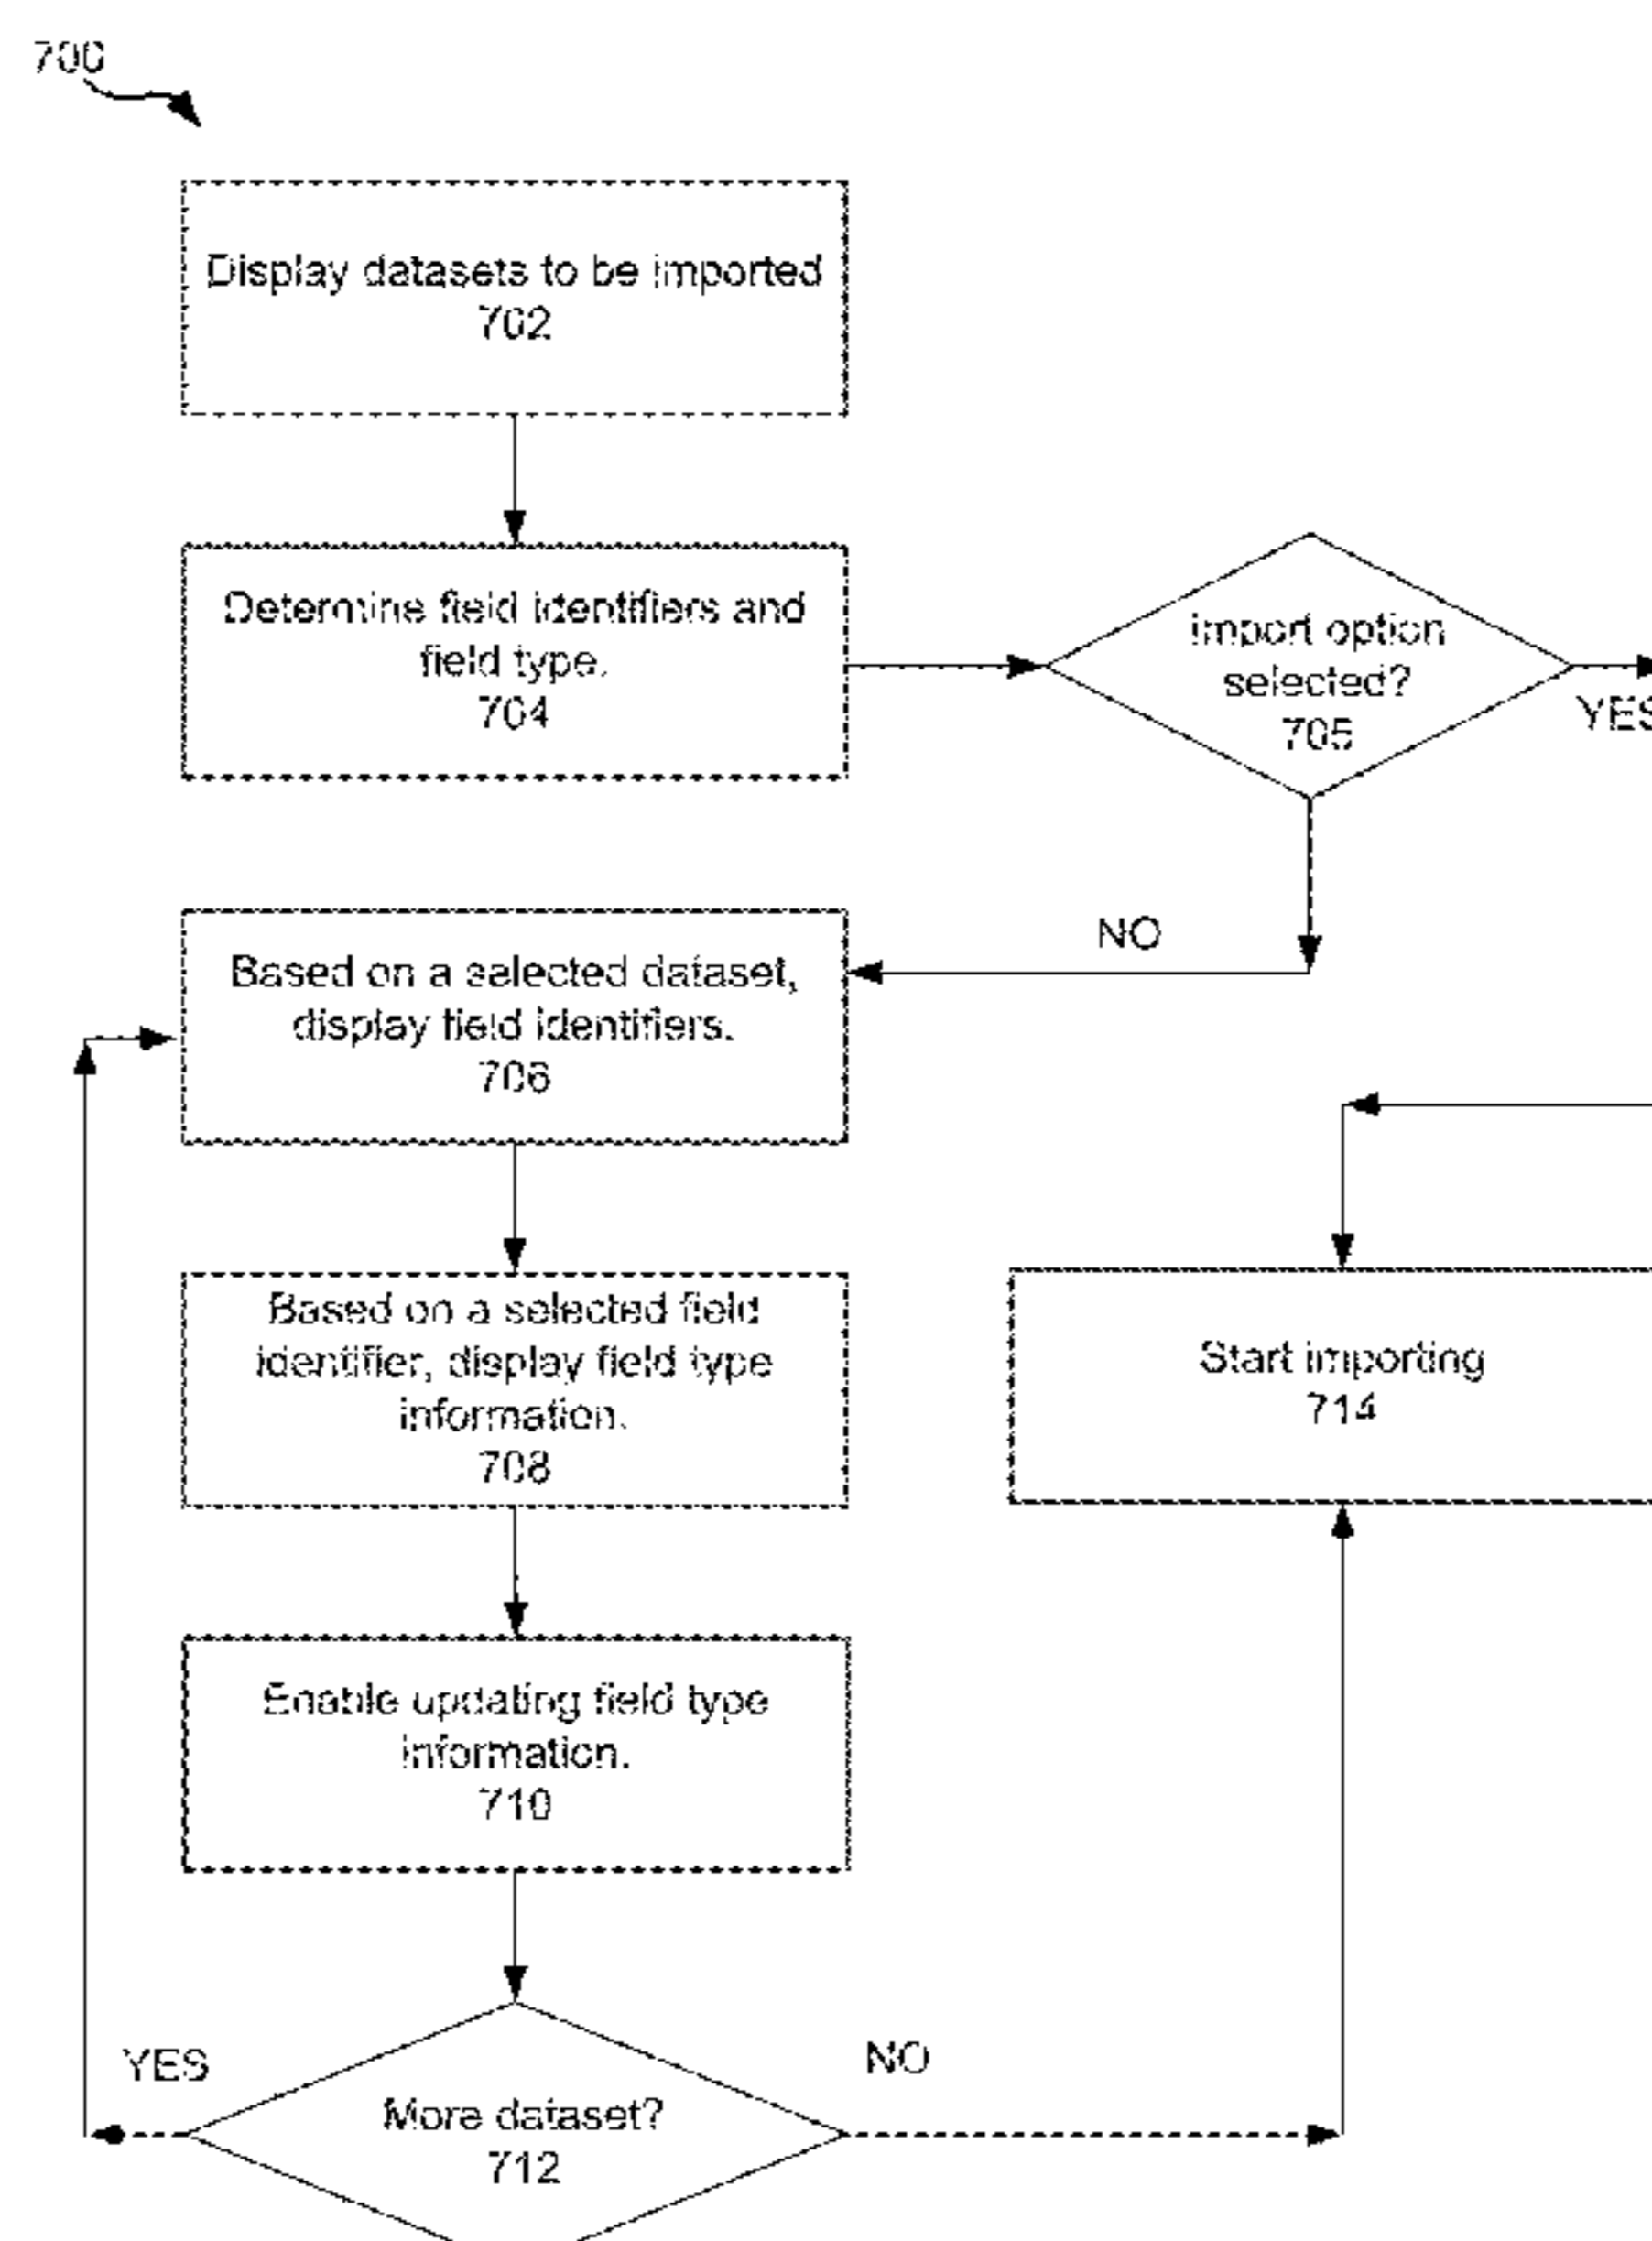 700
Display datasets to be imported
702
Determine field identifiers and
field type.
704
import option
selected?
705
YES
NO
Based on a selected dataset,
display field identifiers.
706
Based on a selected field
identifier, display field type
information.
708
Start importing
714
Enable updating field type
information.
710
YES
NO
More dataset?
712